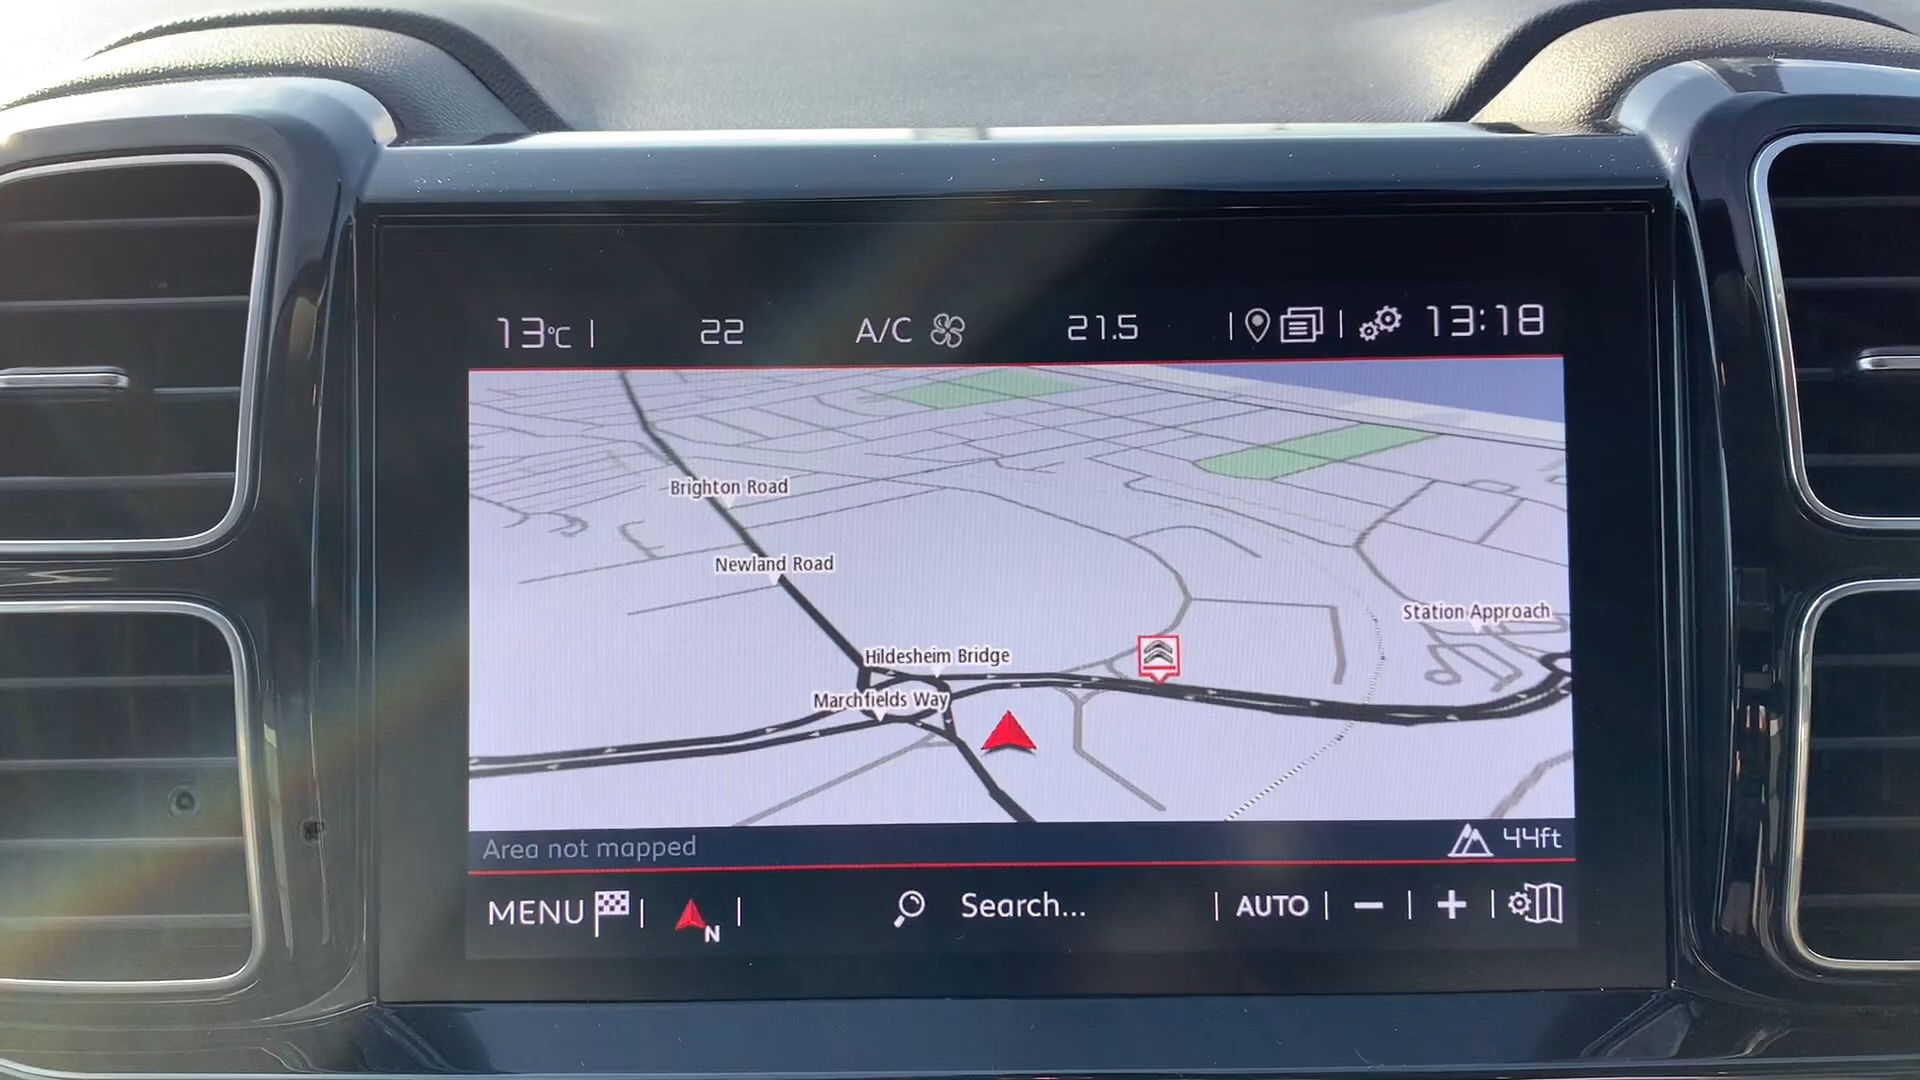 13°C 22 A/C 21.5 13:18
Brighton Road
Newland Road
Station Approach
Hildesheim Bridge
Marchfields Way
Area not mapped 44ft
MENU N Search... AUTO − +